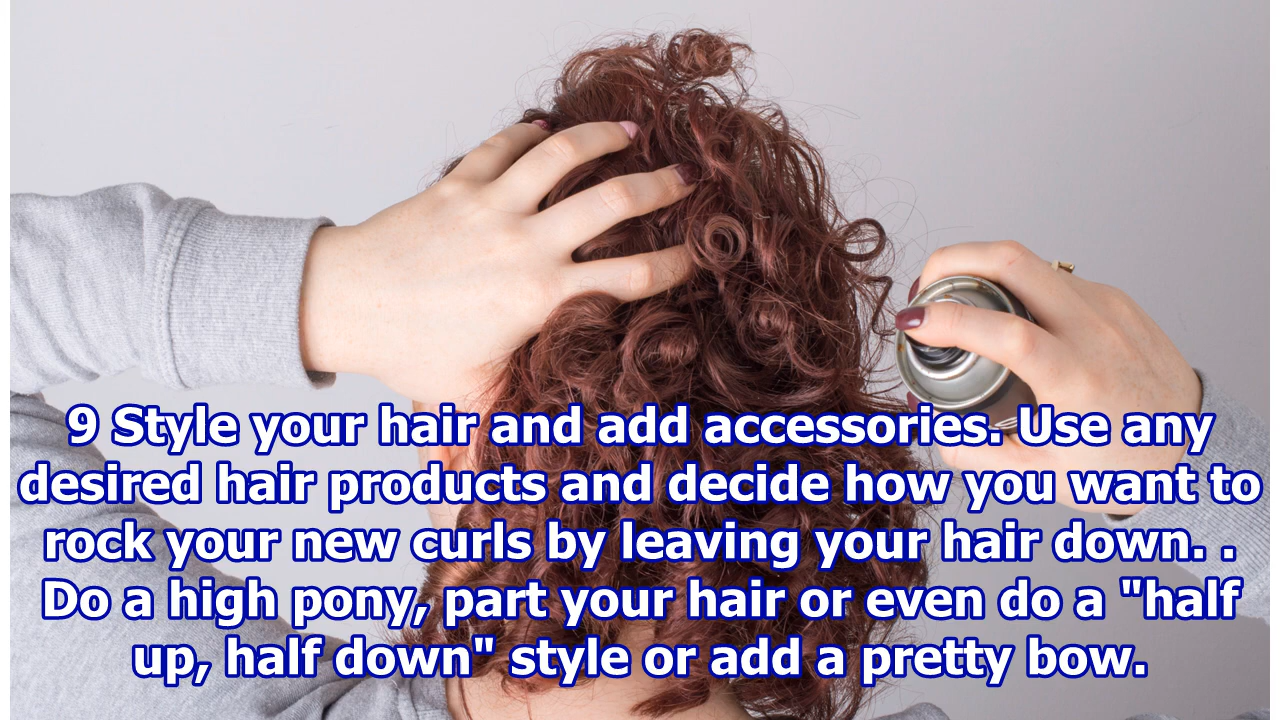 9 Style your hair and add accessories. Use any
desired hair products and decide how you want to
rock your new curls by leaving your hair down. .
Do a high pony, part your hair or even do a "half
up, half down" style or add a pretty bow.